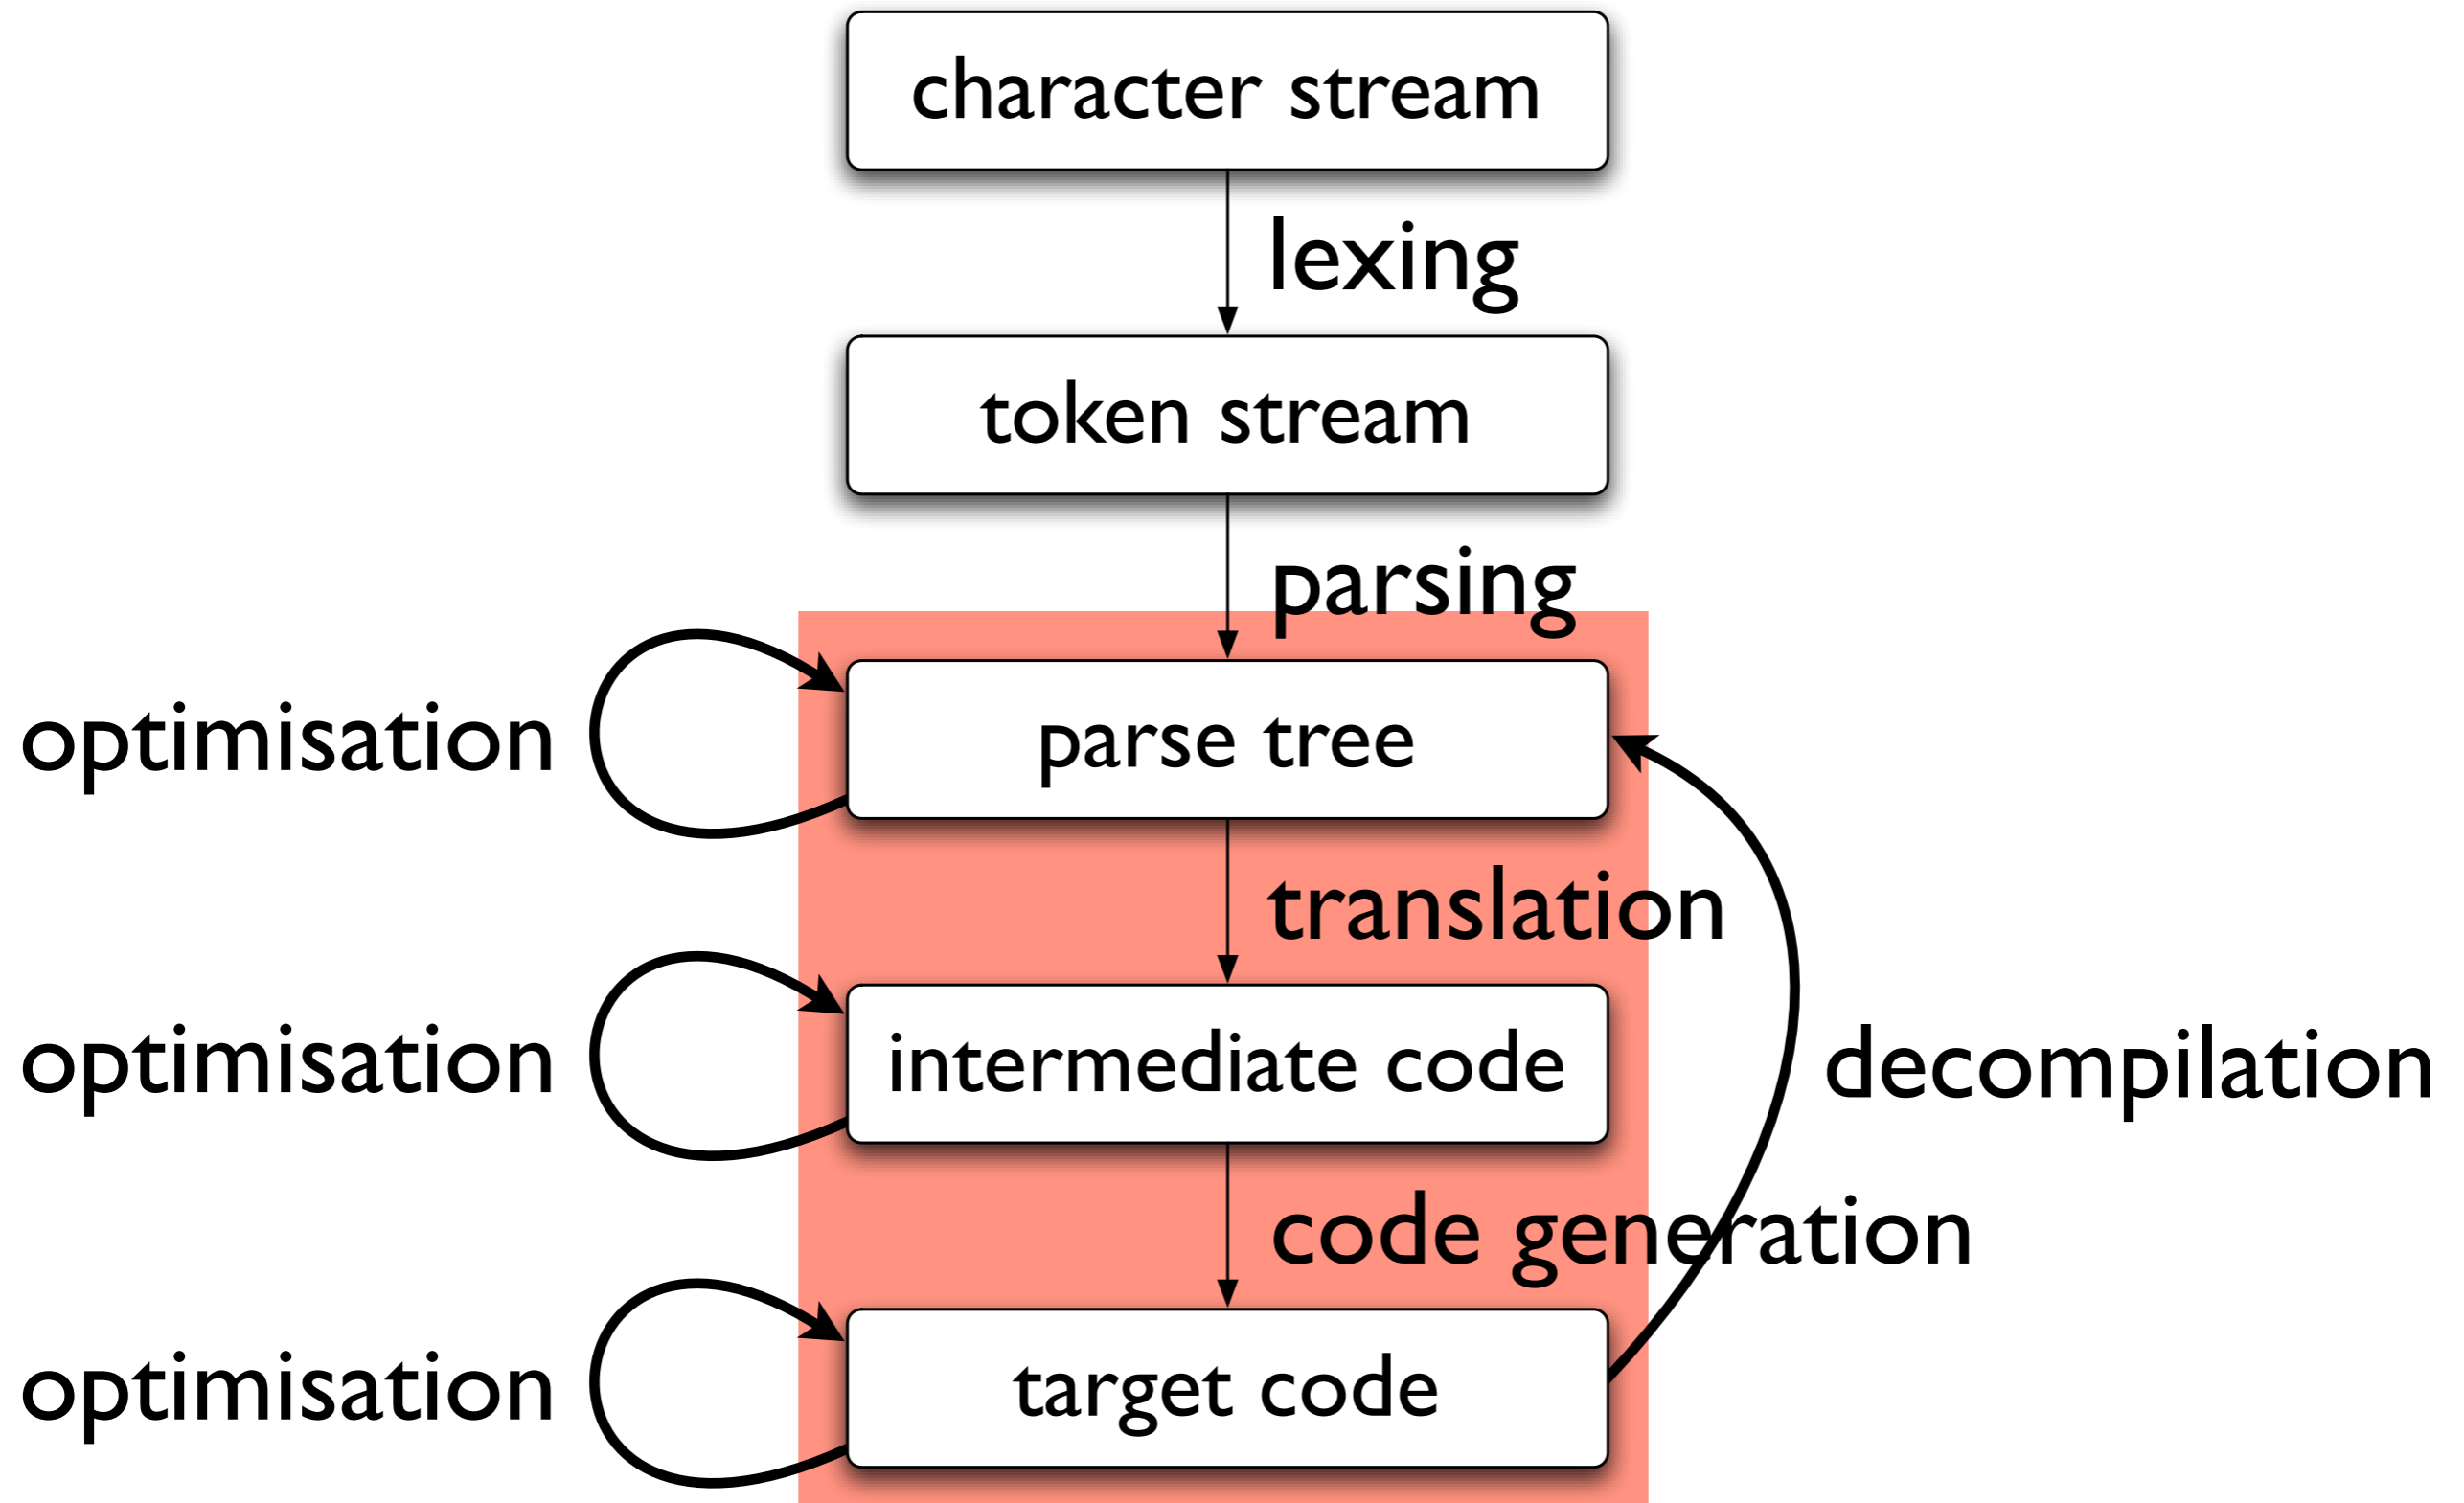 character stream
lexing
token stream
parsing
optimisation
parse tree
translation
optimisation
intermediate code
decompilation
code generation
optimisation
target code